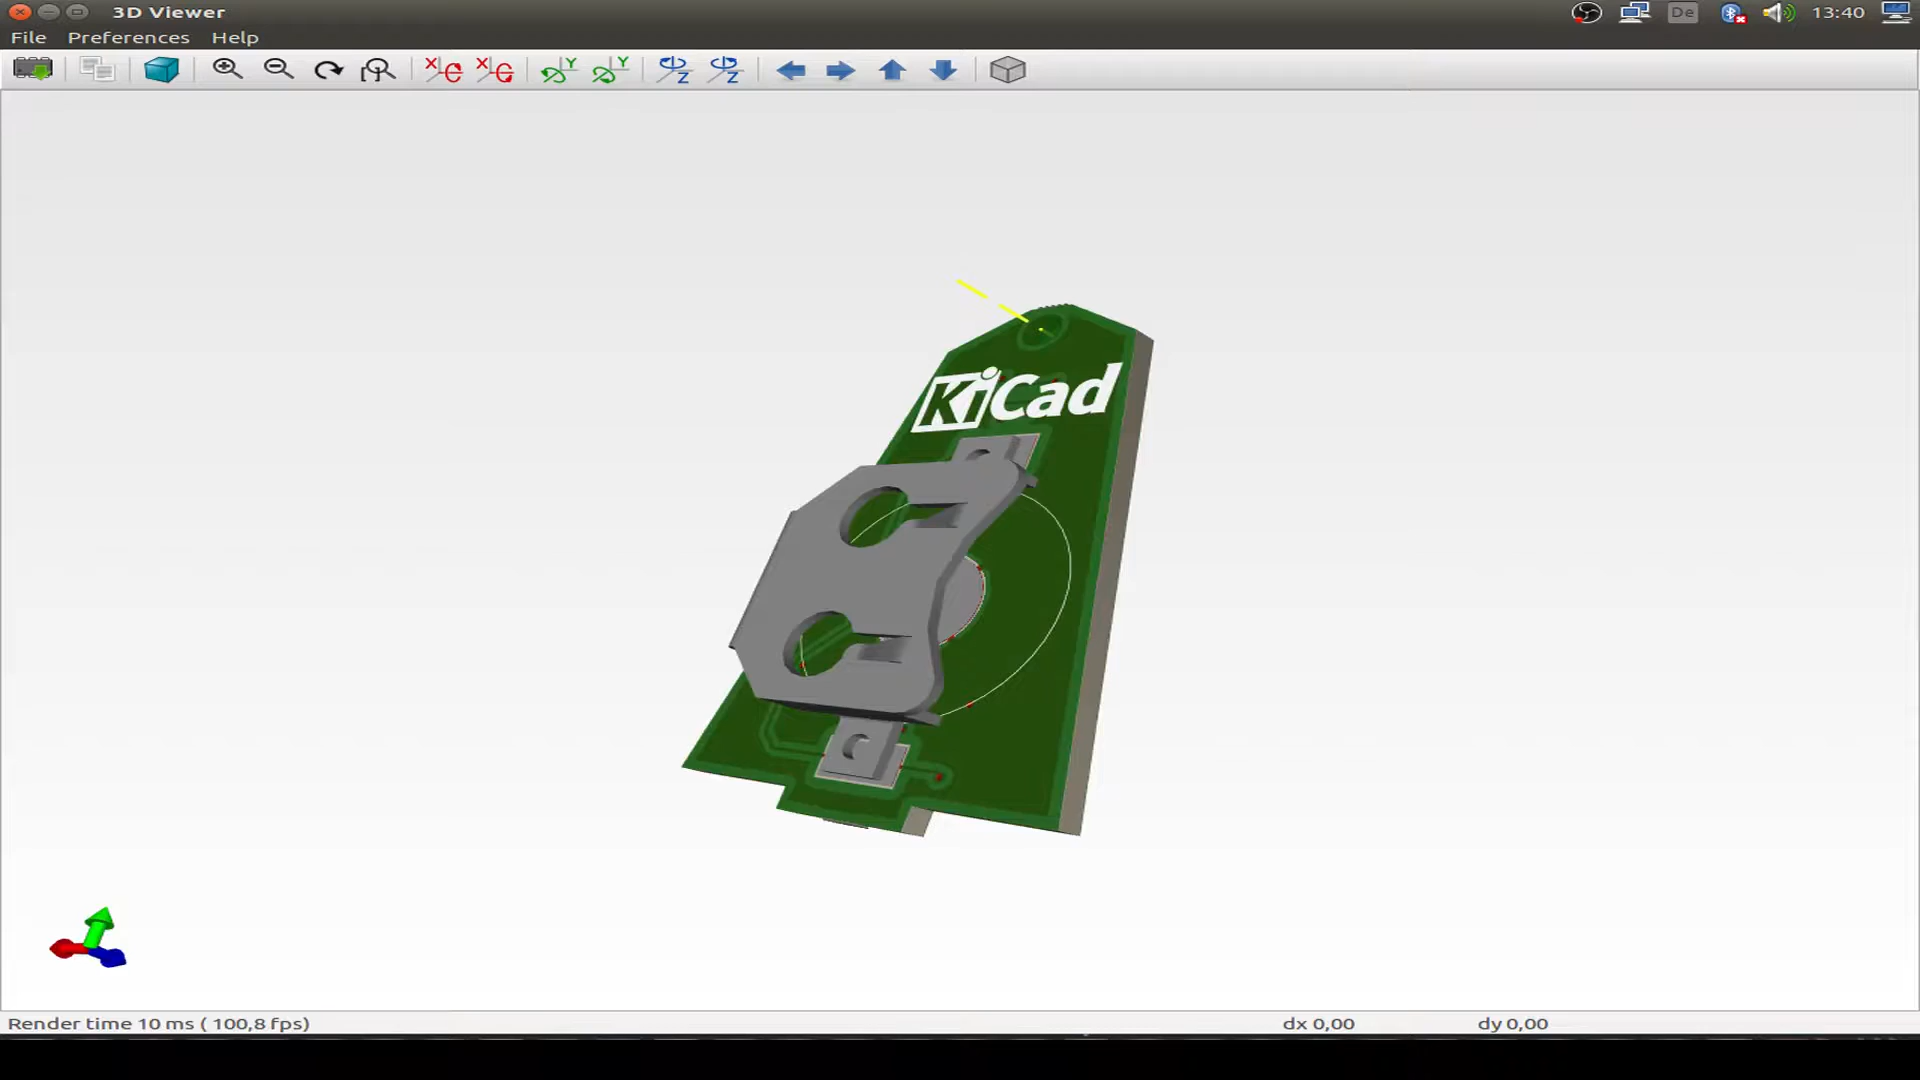 3D Viewer
De
13:40
File Preferences Help
X X Y Y Z Z
KiCad
Render time 10 ms ( 100,8 fps)
dx 0,00
dy 0,00